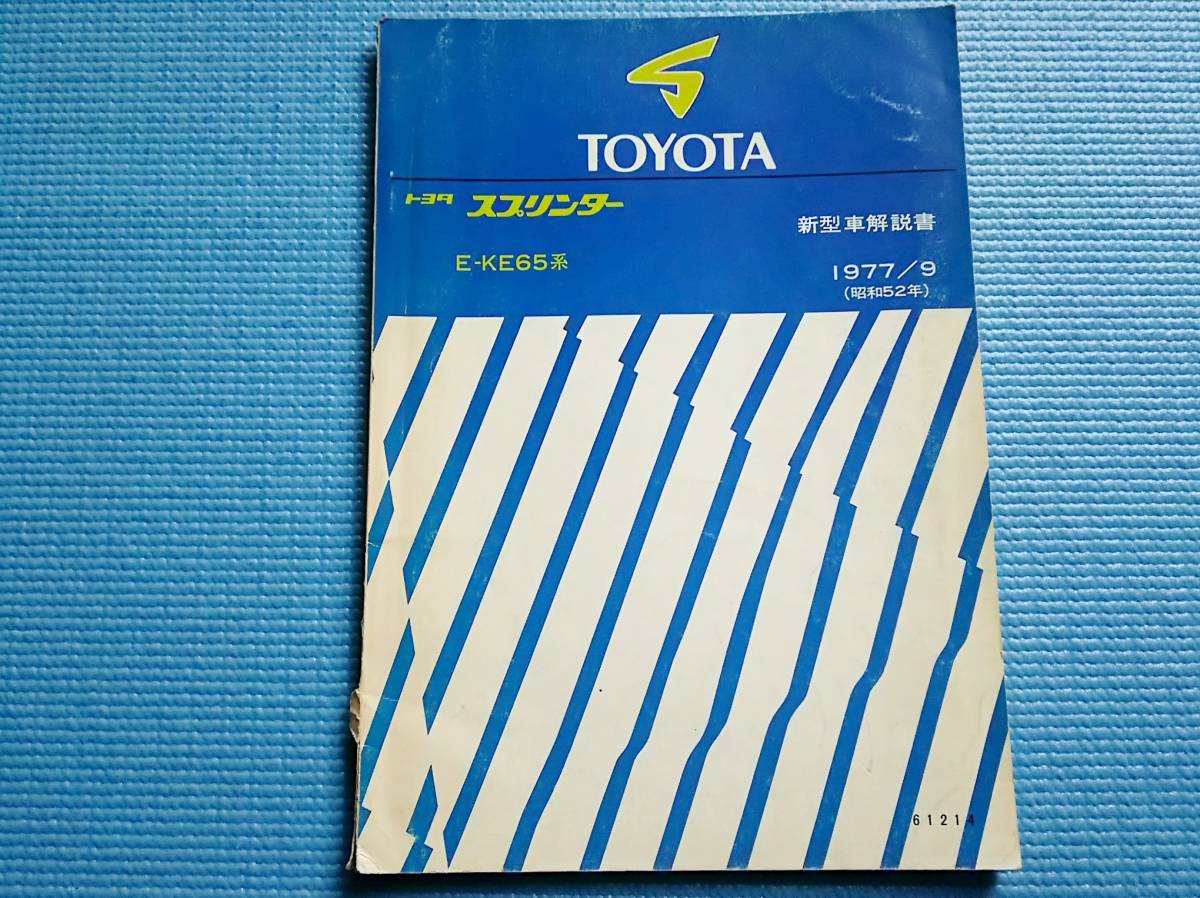 TOYOTA
トヨタ スプリンター
新型車解説書
E-KE65系
1977/9
(昭和52年)
61214